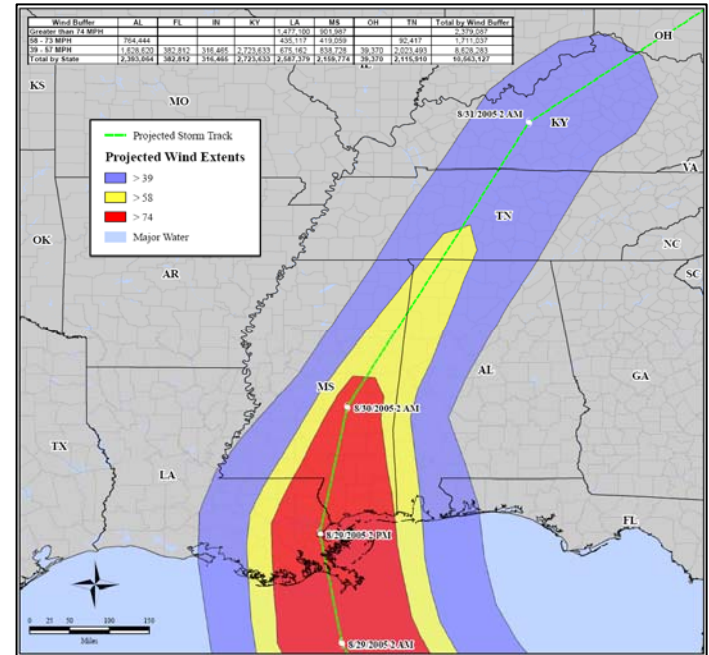 Wind Buffer AL FL IN KY LA MS OH TN Total by Wind Buffer
Greater than 74 MPH 1,477,100 901,987 2,379,087
58 - 73 MPH 764,444 435,117 419,059 92,417 1,711,037
39 - 57 MPH 1,628,620 382,812 316,465 2,723,633 675,162 838,728 39,370 2,023,493 8,628,283
Total by State 2,393,064 382,812 316,465 2,723,633 2,587,379 2,159,774 39,370 2,115,910 10,563,127
OH
KS
MO
8/31/2005-2 AM
KY
Projected Storm Track
Projected Wind Extents
> 39
> 58
> 74
Major Water
VA
TN
NC
OK
AR
SC
MS
AL
GA
8/30/2005-2 AM
TX
LA
FL
8/29/2005-2 PM
0 25 50 100 150
Miles
8/29/2005-2 AM